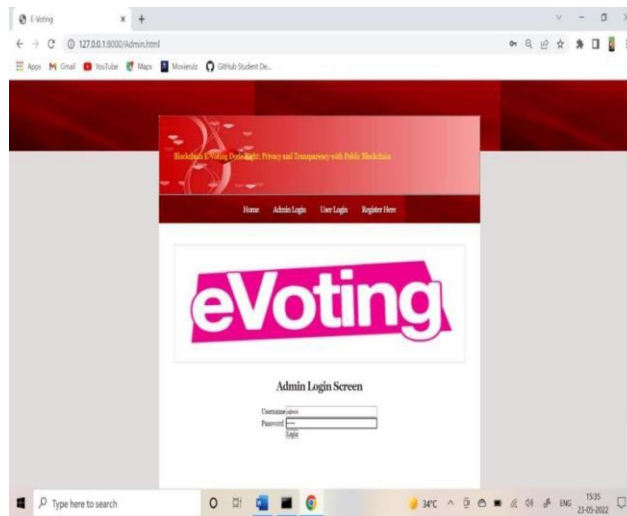 E-Voting
127.0.0.1:8000/Admin.html
Apps Gmail YouTube Maps Movierulz GitHub Student De...
Blockchain E-Voting Done Right: Privacy and Transparency with Public Blockchain
Home Admin Login User Login Register Here
eVoting
Admin Login Screen
Username admin
Password
Login
Type here to search
34°C ENG 15:35
23-05-2022